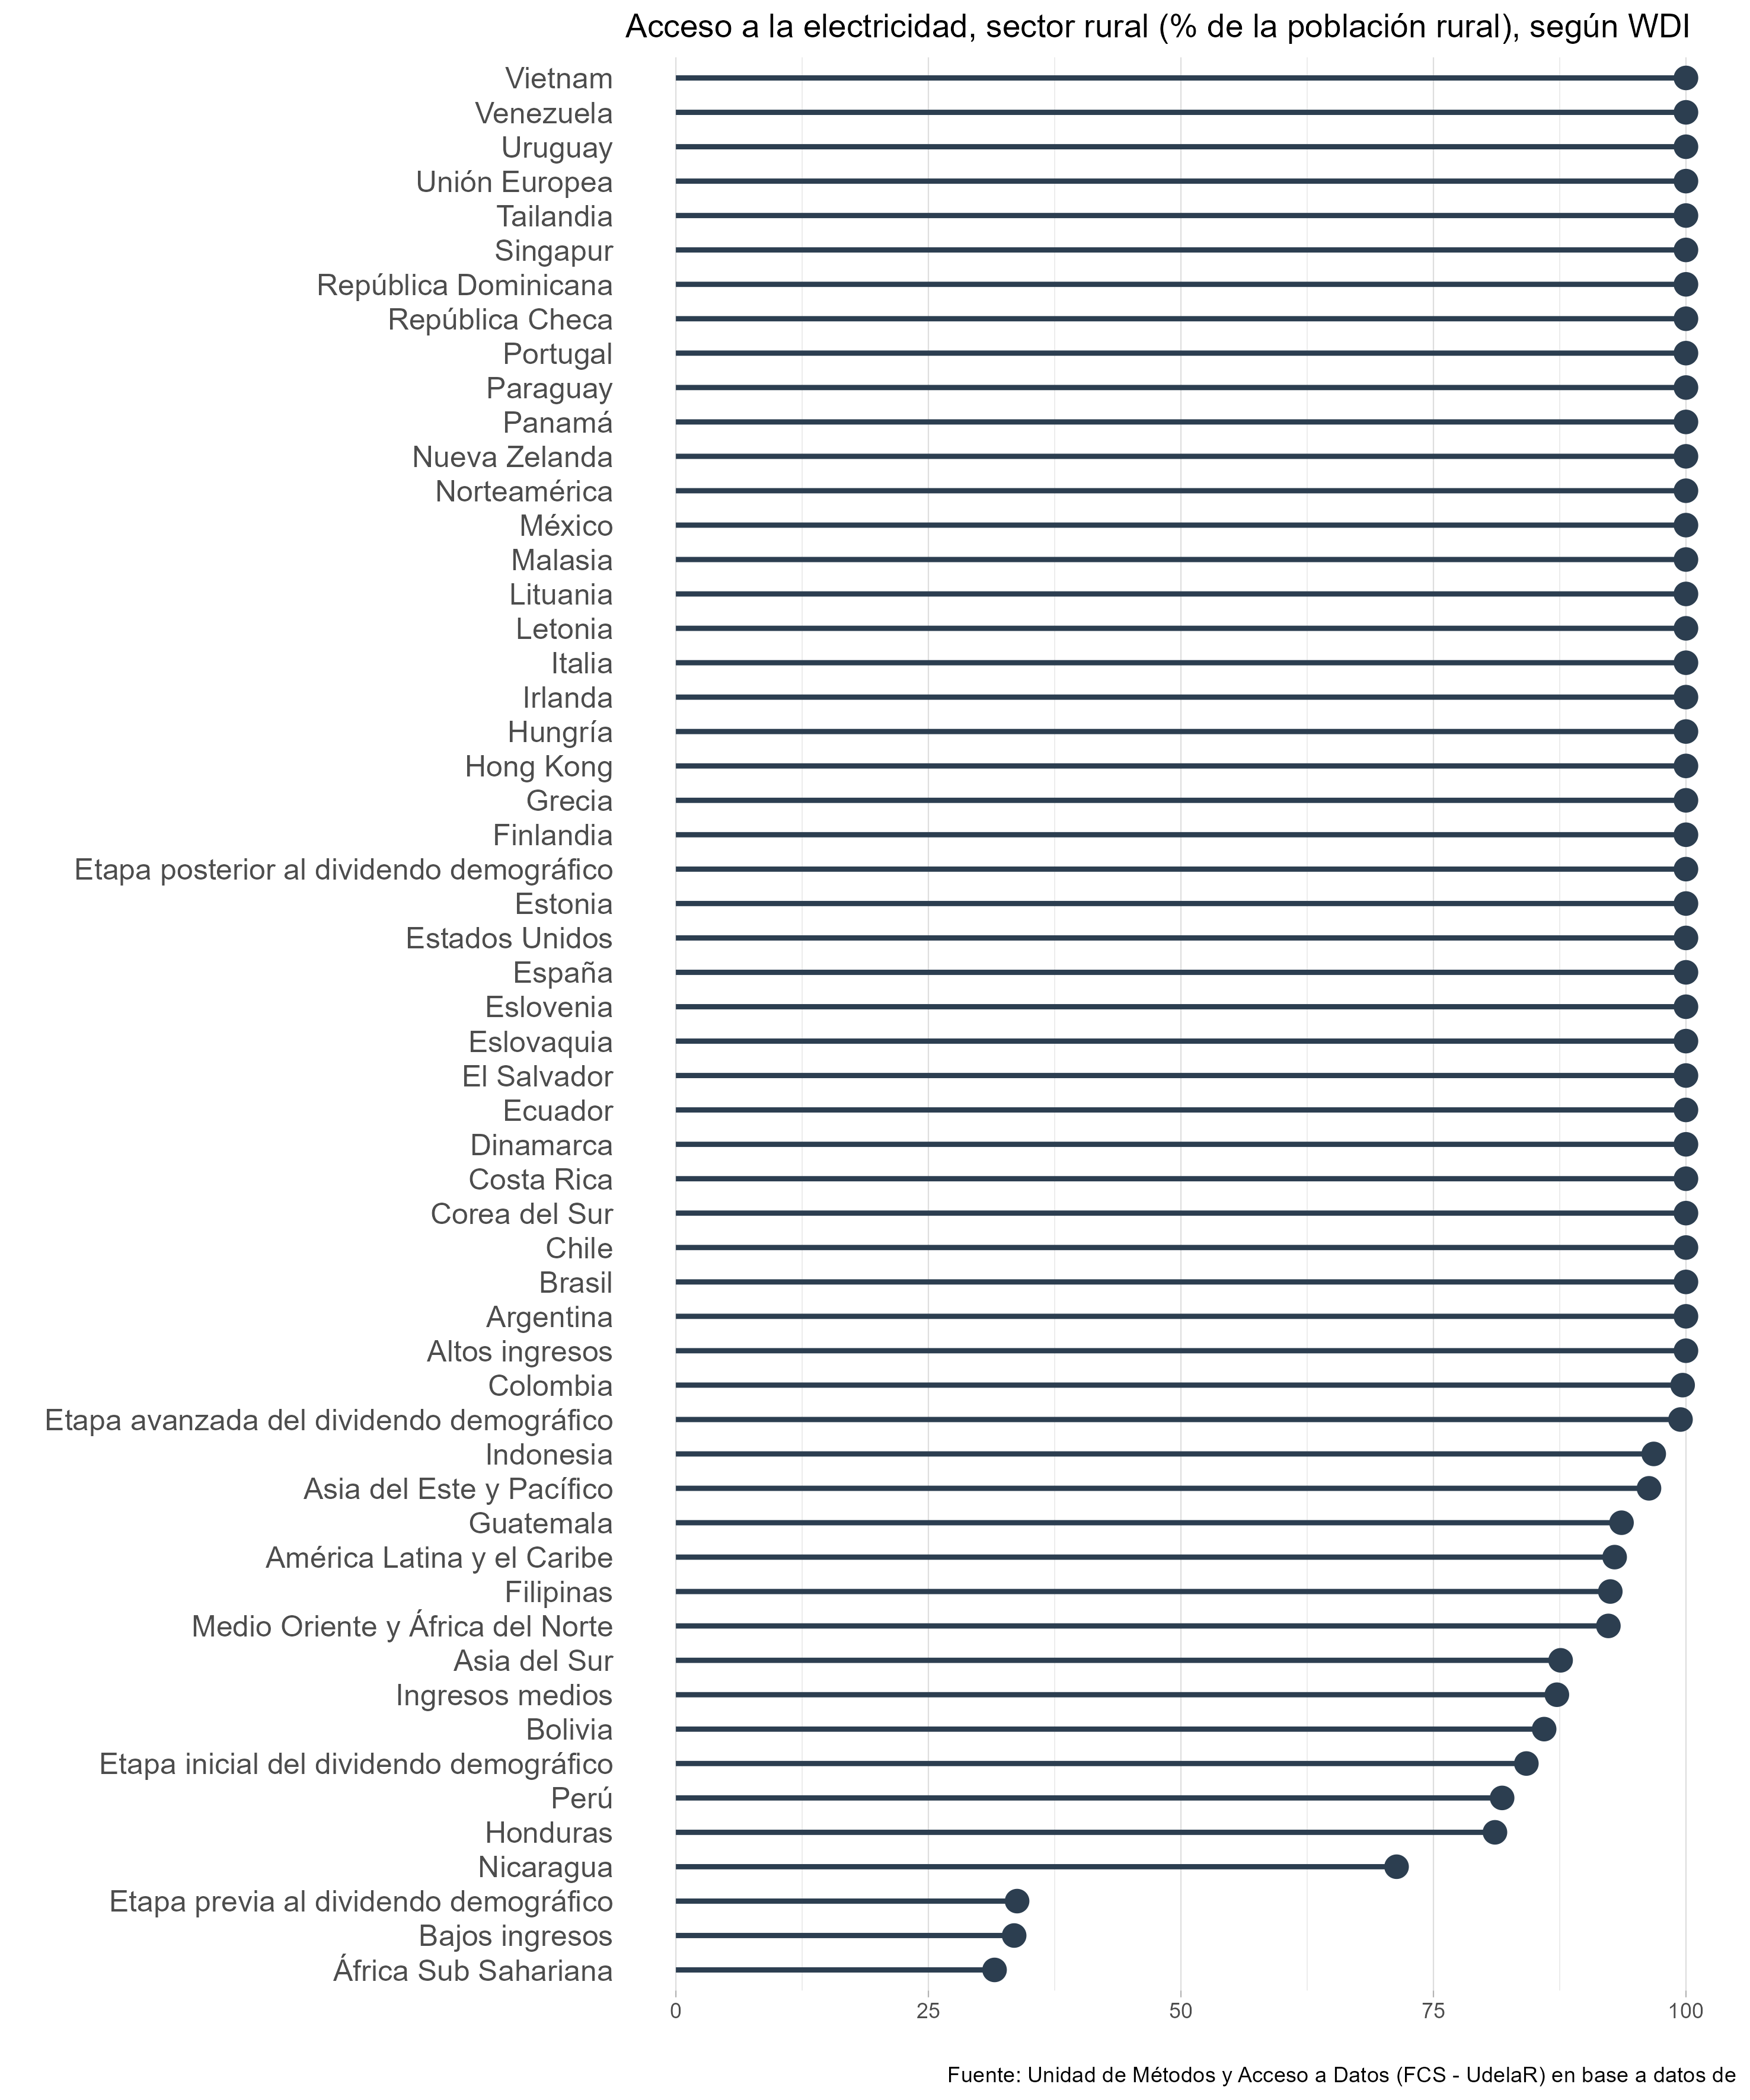 Acceso a la electricidad, sector rural (% de la población rural), según WDI
Vietnam
Venezuela
Uruguay
Unión Europea
Tailandia
Singapur
República Dominicana
República Checa
Portugal
Paraguay
Panamá
Nueva Zelanda
Norteamérica
México
Malasia
Lituania
Letonia
Italia
Irlanda
Hungría
Hong Kong
Grecia
Finlandia
Etapa posterior al dividendo demográfico
Estonia
Estados Unidos
España
Eslovenia
Eslovaquia
El Salvador
Ecuador
Dinamarca
Costa Rica
Corea del Sur
Chile
Brasil
Argentina
Altos ingresos
Colombia
Etapa avanzada del dividendo demográfico
Indonesia
Asia del Este y Pacífico
Guatemala
América Latina y el Caribe
Filipinas
Medio Oriente y África del Norte
Asia del Sur
Ingresos medios
Bolivia
Etapa inicial del dividendo demográfico
Perú
Honduras
Nicaragua
Etapa previa al dividendo demográfico
Bajos ingresos
África Sub Sahariana
0 25 50 75 100
Fuente: Unidad de Métodos y Acceso a Datos (FCS - UdelaR) en base a datos de